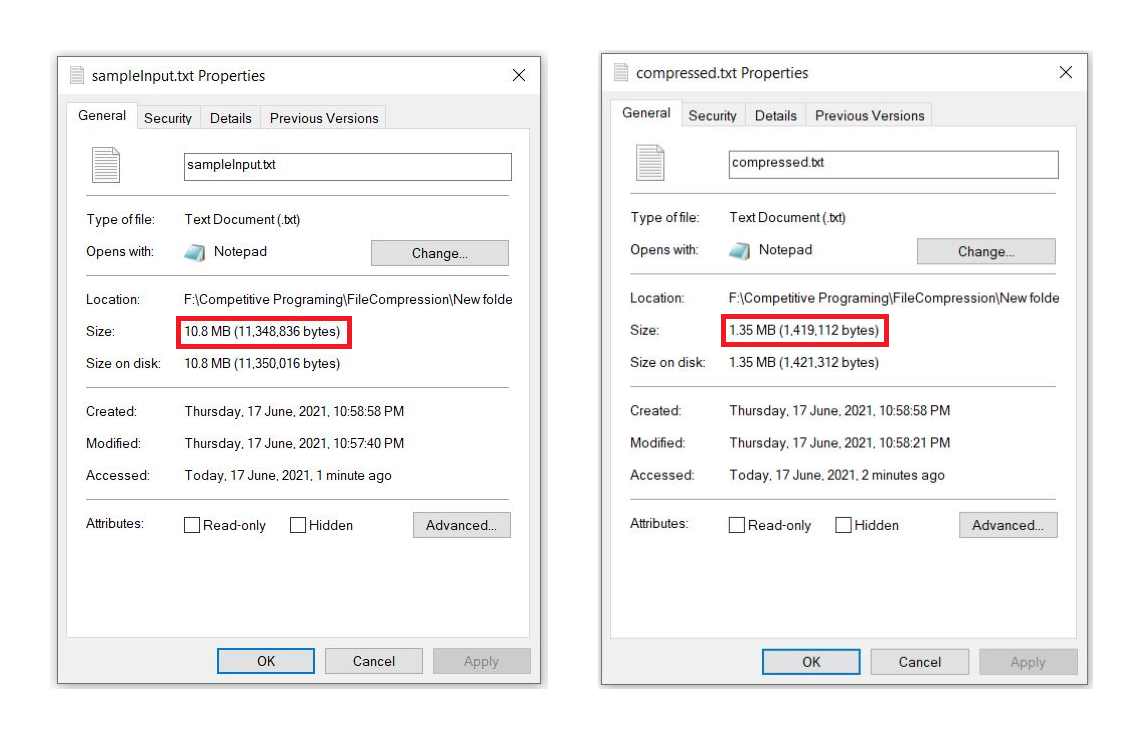 sampleInput.txt Properties
General
Security
Details
Previous Versions
sampleInput.txt
Type of file: Text Document (.txt)
Opens with: Notepad
Change...
Location: F:\Competitive Programing\FileCompression\New folde
Size: 10.8 MB (11,348,836 bytes)
Size on disk: 10.8 MB (11,350,016 bytes)
Created: Thursday, 17 June, 2021, 10:58:58 PM
Modified: Thursday, 17 June, 2021, 10:57:40 PM
Accessed: Today, 17 June, 2021, 1 minute ago
Attributes: Read-only Hidden
Advanced...
OK
Cancel
Apply
compressed.txt Properties
General
Security
Details
Previous Versions
compressed.txt
Type of file: Text Document (.txt)
Opens with: Notepad
Change...
Location: F:\Competitive Programing\FileCompression\New folde
Size: 1.35 MB (1,419,112 bytes)
Size on disk: 1.35 MB (1,421,312 bytes)
Created: Thursday, 17 June, 2021, 10:58:58 PM
Modified: Thursday, 17 June, 2021, 10:58:21 PM
Accessed: Today, 17 June, 2021, 2 minutes ago
Attributes: Read-only Hidden
Advanced...
OK
Cancel
Apply